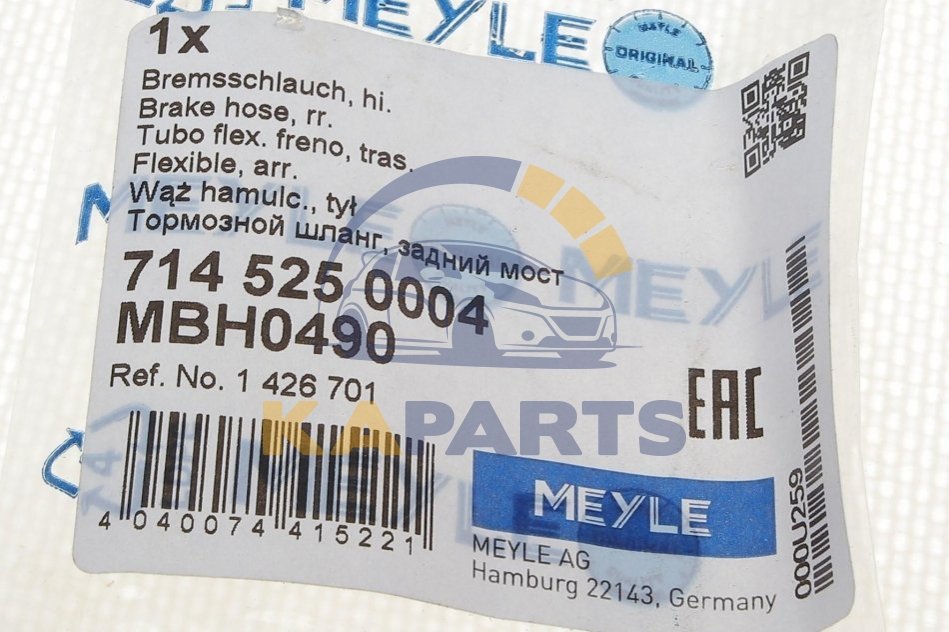 MEYLE
MEYLE
ORIGINAL
1x
Bremsschlauch, hi.
Brake hose, rr.
Tubo flex. freno, tras.
Flexible, arr.
Wąż hamulc., tył
Тормозной шланг, задний мост
MEYLE
714 525 0004
MBH0490
Ref. No. 1 426 701
EAC
KAPARTS
4 040074 415221
MEYLE
MEYLE AG
Hamburg 22143, Germany
000U259